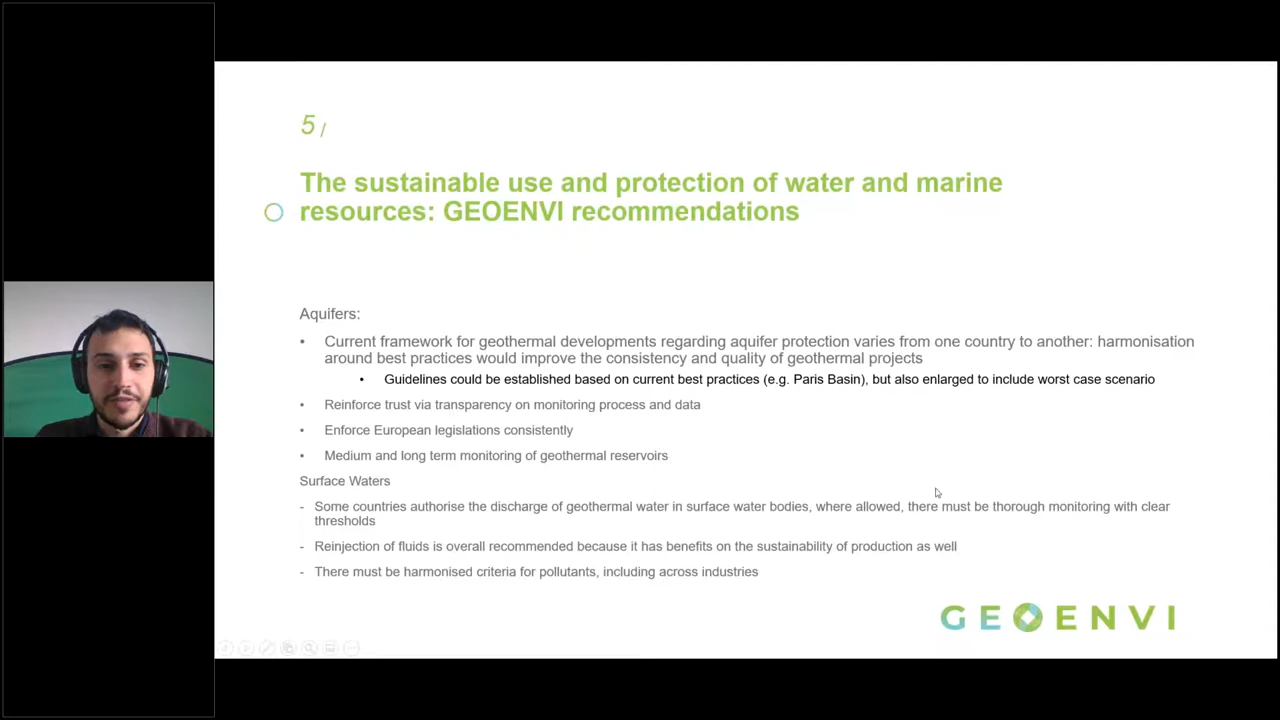 5 /
The sustainable use and protection of water and marine
resources: GEOENVI recommendations
Aquifers:
• Current framework for geothermal developments regarding aquifer protection varies from one country to another: harmonisation
around best practices would improve the consistency and quality of geothermal projects
• Guidelines could be established based on current best practices (e.g. Paris Basin), but also enlarged to include worst case scenario
• Reinforce trust via transparency on monitoring process and data
• Enforce European legislations consistently
• Medium and long term monitoring of geothermal reservoirs
Surface Waters
- Some countries authorise the discharge of geothermal water in surface water bodies, where allowed, there must be thorough monitoring with clear
thresholds
- Reinjection of fluids is overall recommended because it has benefits on the sustainability of production as well
- There must be harmonised criteria for pollutants, including across industries
GEOENVI